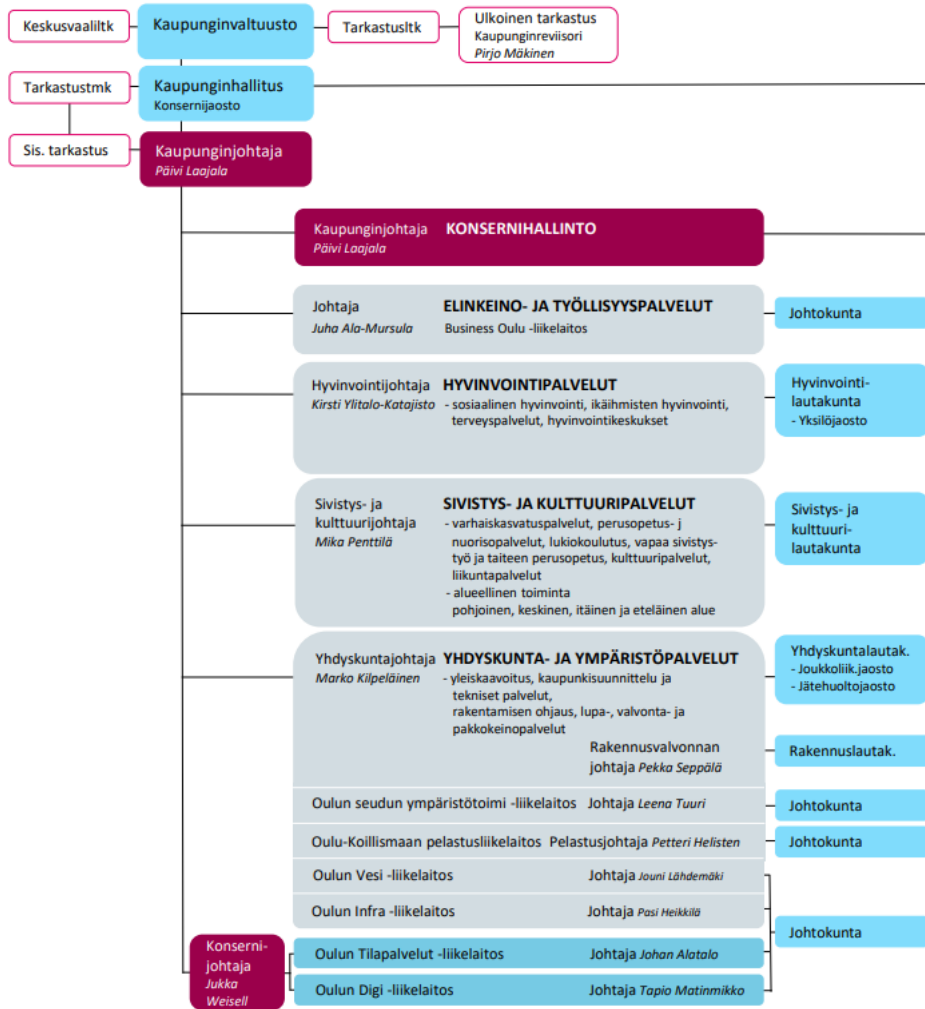 Keskusvaaliltk
Kaupunginvaltuusto
Tarkastusltk
Ulkoinen tarkastus
Kaupunginreviisori
Pirjo Mäkinen
Tarkastustmk
Kaupunginhallitus
Konsernijaosto
Sis. tarkastus
Kaupunginjohtaja
Päivi Laajala
Kaupunginjohtaja KONSERNIHALLINTO
Päivi Laajala
Johtaja ELINKEINO- JA TYÖLLISYYSPALVELUT
Juha Ala-Mursula Business Oulu -liikelaitos
Johtokunta
Hyvinvointijohtaja HYVINVOINTIPALVELUT
Kirsti Ylitalo-Katajisto - sosiaalinen hyvinvointi, ikäihmisten hyvinvointi,
terveyspalvelut, hyvinvointikeskukset
Hyvinvointi-
lautakunta
- Yksilöjaosto
Sivistys- ja
kulttuurijohtaja
Mika Penttilä
SIVISTYS- JA KULTTUURIPALVELUT
- varhaiskasvatuspalvelut, perusopetus- j
nuorisopalvelut, lukiokoulutus, vapaa sivistys-
työ ja taiteen perusopetus, kulttuuripalvelut,
liikuntapalvelut
- alueellinen toiminta
pohjoinen, keskinen, itäinen ja eteläinen alue
Sivistys- ja
kulttuuri-
lautakunta
Yhdyskuntajohtaja YHDYSKUNTA- JA YMPÄRISTÖPALVELUT
Marko Kilpeläinen - yleiskaavoitus, kaupunkisuunnittelu ja
tekniset palvelut,
rakentamisen ohjaus, lupa-, valvonta- ja
pakkokeinopalvelut
Yhdyskuntalautak.
- Joukkoliik.jaosto
- Jätehuoltojaosto
Rakennusvalvonnan
johtaja Pekka Seppälä
Rakennuslautak.
Oulun seudun ympäristötoimi -liikelaitos Johtaja Leena Tuuri
Johtokunta
Oulu-Koillismaan pelastusliikelaitos Pelastusjohtaja Petteri Helisten
Johtokunta
Oulun Vesi -liikelaitos Johtaja Jouni Lähdemäki
Oulun Infra -liikelaitos Johtaja Pasi Heikkilä
Johtokunta
Konserni-
johtaja
Jukka
Weisell
Oulun Tilapalvelut -liikelaitos Johtaja Johan Alatalo
Oulun Digi -liikelaitos Johtaja Tapio Matinmikko